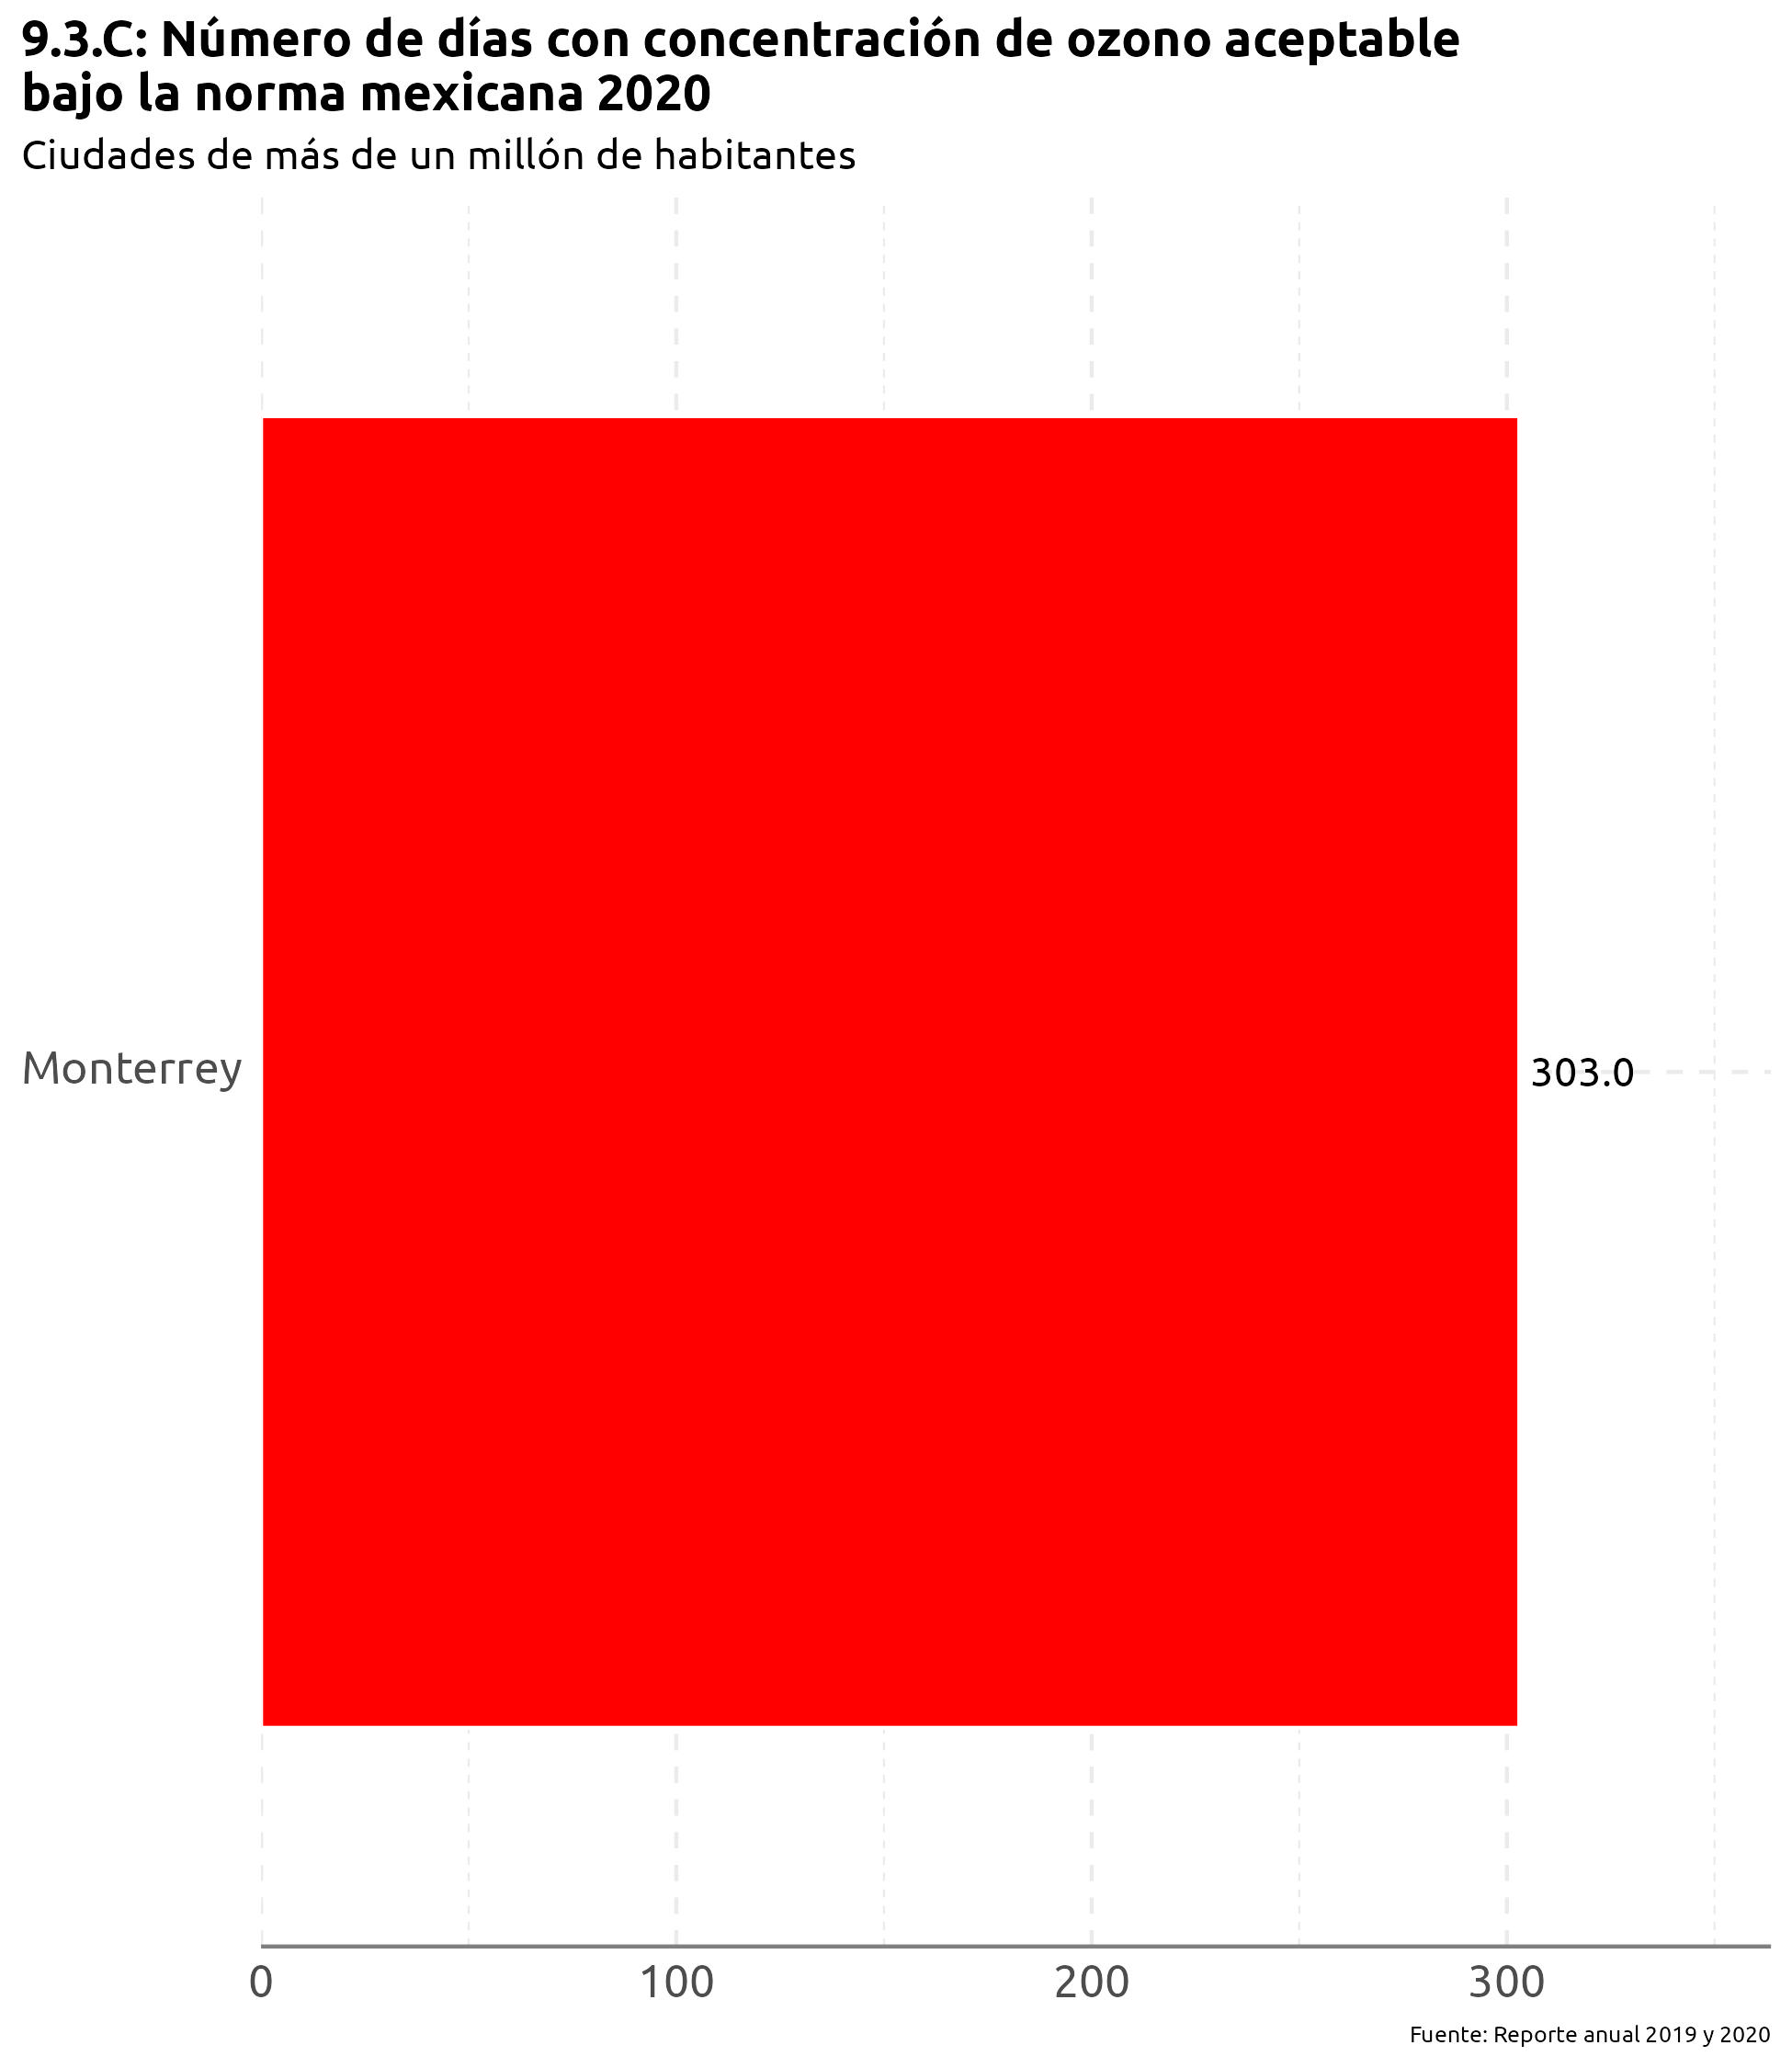 9.3.C: Número de días con concentración de ozono aceptable
bajo la norma mexicana 2020
Ciudades de más de un millón de habitantes
Monterrey
303.0
0 100 200 300
Fuente: Reporte anual 2019 y 2020